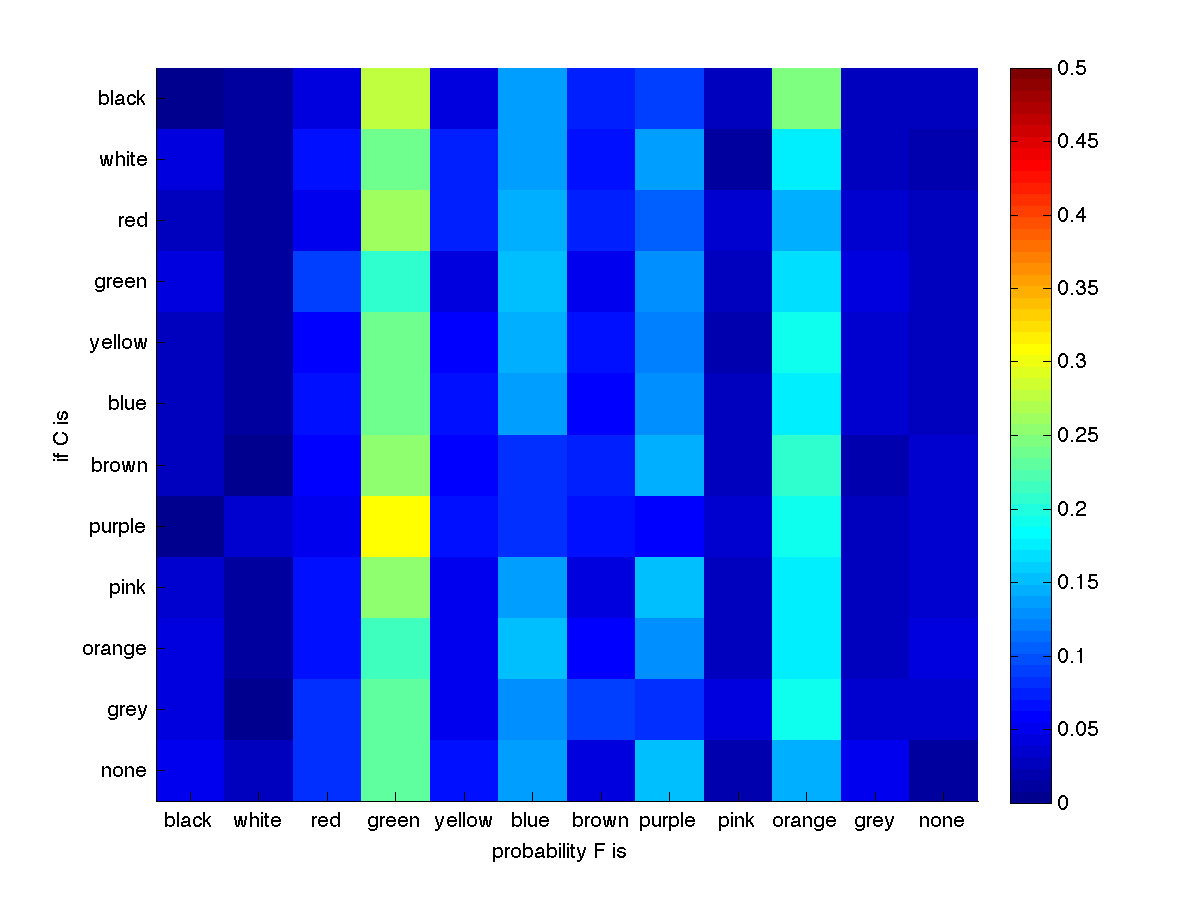 black
white
red
green
yellow
blue
brown
purple
pink
orange
grey
none
if C is
black white red green yellow blue brown purple pink orange grey none
probability F is
0.5
0.45
0.4
0.35
0.3
0.25
0.2
0.15
0.1
0.05
0